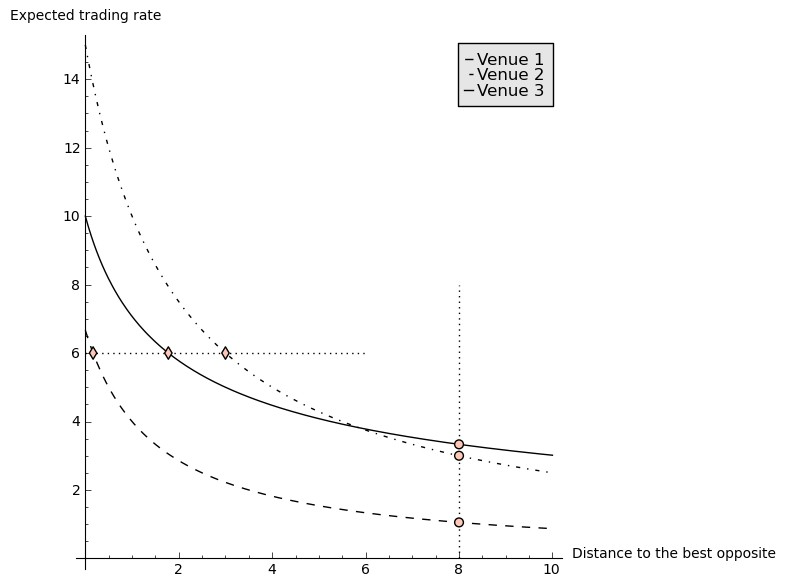 Expected trading rate
Venue 1
Venue 2
Venue 3
14
12
10
8
6
4
2
2
4
6
8
10
Distance to the best opposite